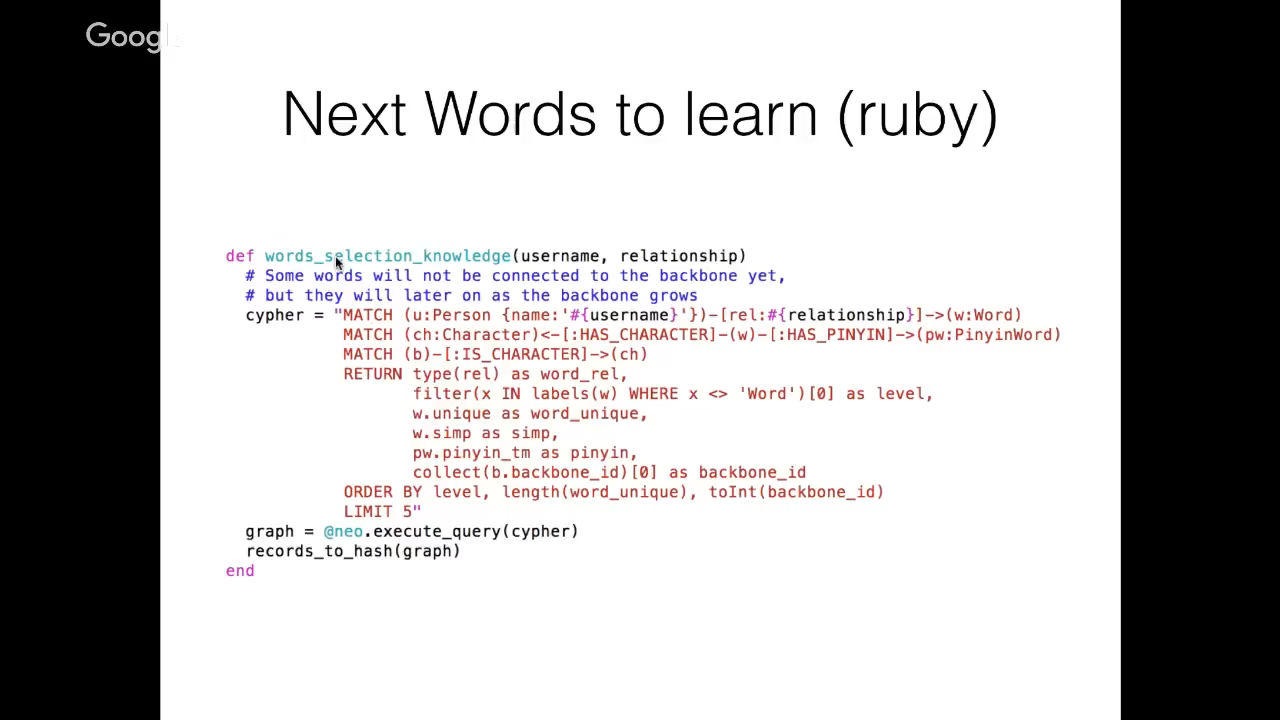 Google
Next Words to learn (ruby)
def words_selection_knowledge(username, relationship)
# Some words will not be connected to the backbone yet,
# but they will later on as the backbone grows
cypher = "MATCH (u:Person {name:'#{username}'})-[rel:#{relationship}]->(w:Word)
MATCH (ch:Character)<-[:HAS_CHARACTER]-(w)-[:HAS_PINYIN]->(pw:PinyinWord)
MATCH (b)-[:IS_CHARACTER]->(ch)
RETURN type(rel) as word_rel,
filter(x IN labels(w) WHERE x <> 'Word')[0] as level,
w.unique as word_unique,
w.simp as simp,
pw.pinyin_tm as pinyin,
collect(b.backbone_id)[0] as backbone_id
ORDER BY level, length(word_unique), toInt(backbone_id)
LIMIT 5"
graph = @neo.execute_query(cypher)
records_to_hash(graph)
end